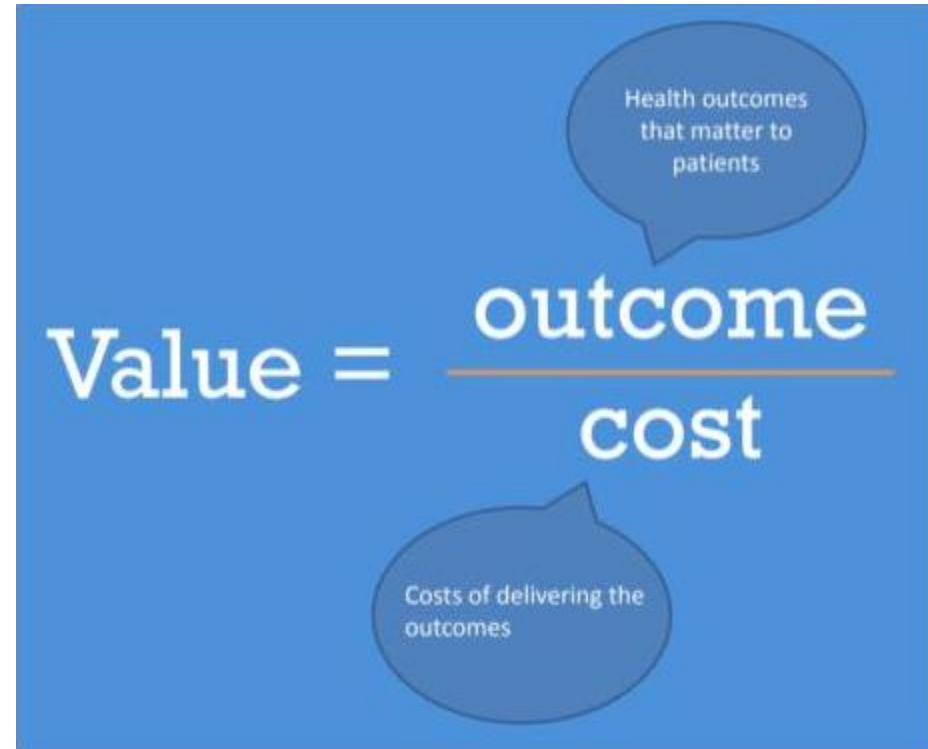 Health outcomes
that matter to
patients
Value =
outcome
cost
Costs of delivering the
outcomes